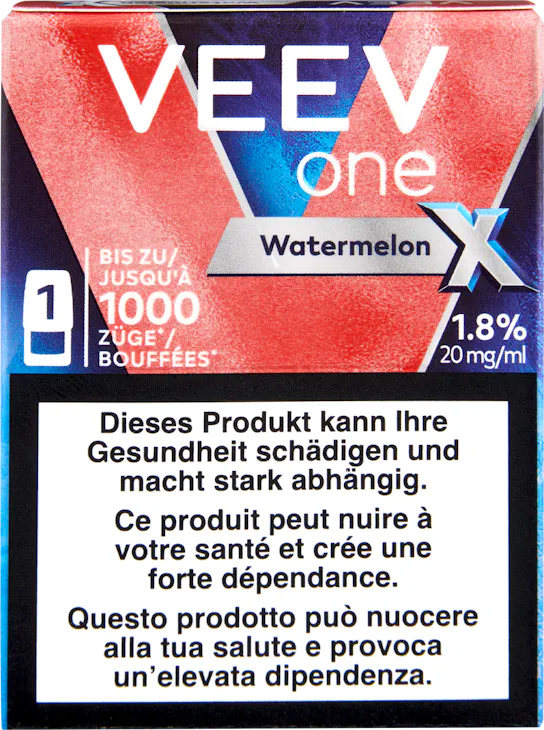 VEEV
one
Watermelon X
BIS ZU/
JUSQU'À
1000
ZÜGE*/
BOUFFÉES*
1
1.8%
20 mg/ml
Dieses Produkt kann Ihre
Gesundheit schädigen und
macht stark abhängig.
Ce produit peut nuire à
votre santé et crée une
forte dépendance.
Questo prodotto può nuocere
alla tua salute e provoca
un'elevata dipendenza.